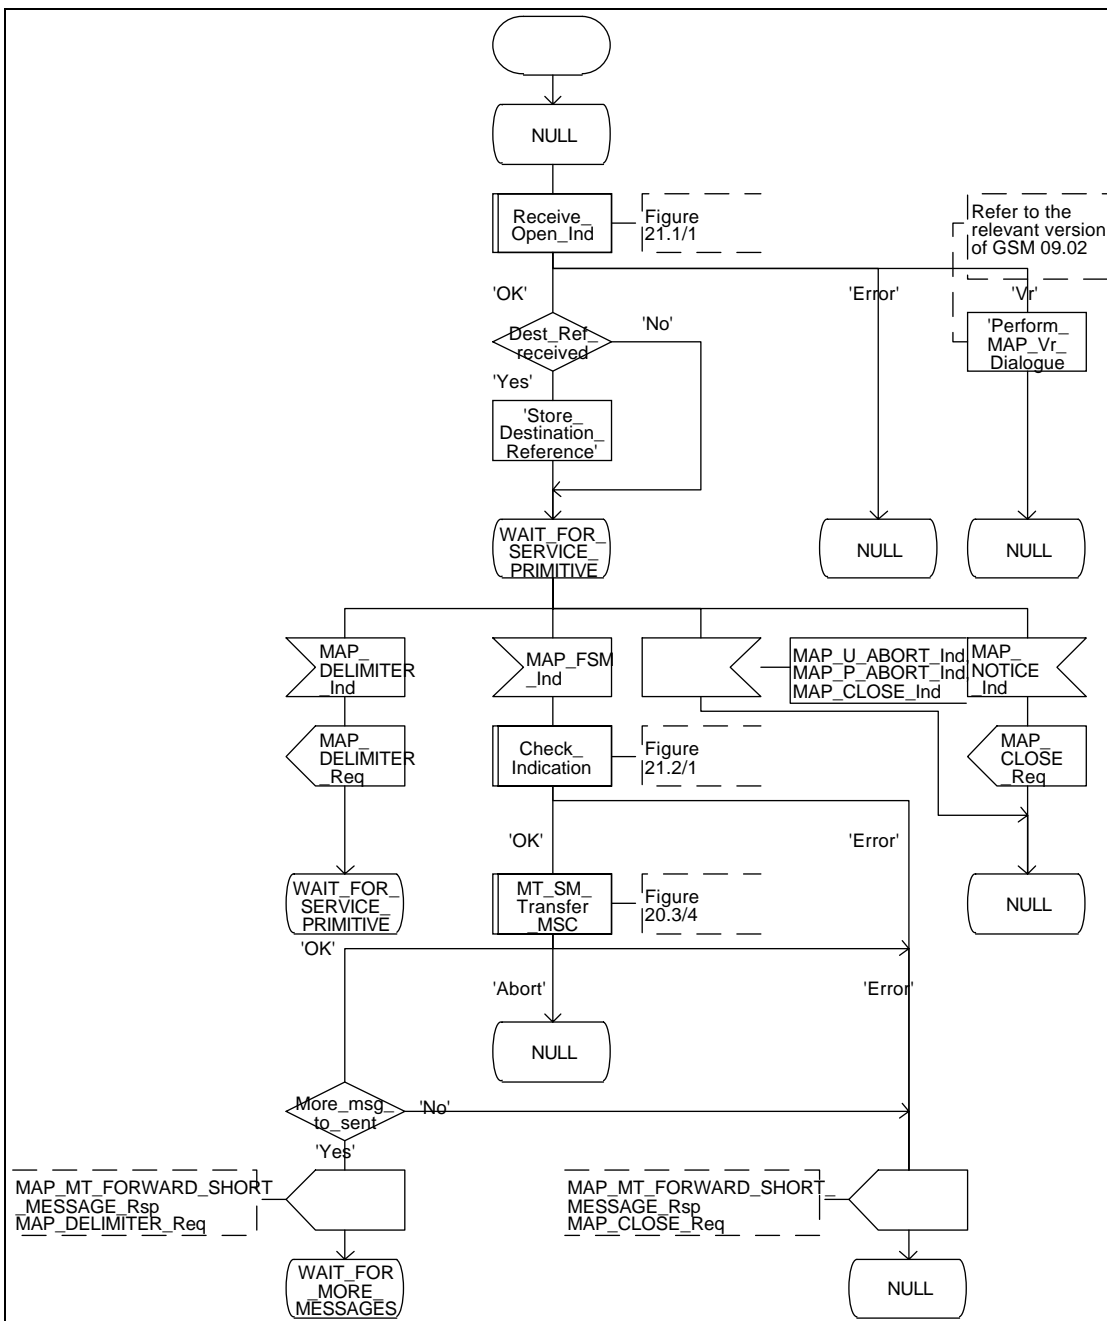 NULL
Receive_
Open_Ind
Figure
21.1/1
Refer to the
relevant version
of GSM 09.02
'OK'
'Error'
'Vr'
Dest_Ref_
received
'No'
'Perform_
MAP_Vr_
Dialogue
'Yes'
'Store_
Destination_
Reference'
WAIT_FOR_
SERVICE_
PRIMITIVE
NULL
NULL
MAP_
DELIMITER
_Ind
MAP_FSM
_Ind
MAP_U_ABORT_Ind,
MAP_P_ABORT_Ind,
MAP_CLOSE_Ind
MAP_
NOTICE
_Ind
MAP_
DELIMITER
_Req
Check_
Indication
Figure
21.2/1
MAP_
CLOSE
_Req
'OK'
'Error'
WAIT_FOR_
SERVICE_
PRIMITIVE
MT_SM_
Transfer
_MSC
Figure
20.3/4
NULL
'OK'
'Abort'
'Error'
NULL
More_msg_
to_sent
'No'
'Yes'
MAP_MT_FORWARD_SHORT
_MESSAGE_Rsp
MAP_DELIMITER_Req
MAP_MT_FORWARD_SHORT_
MESSAGE_Rsp
MAP_CLOSE_Req
WAIT_FOR
_MORE_
MESSAGES
NULL